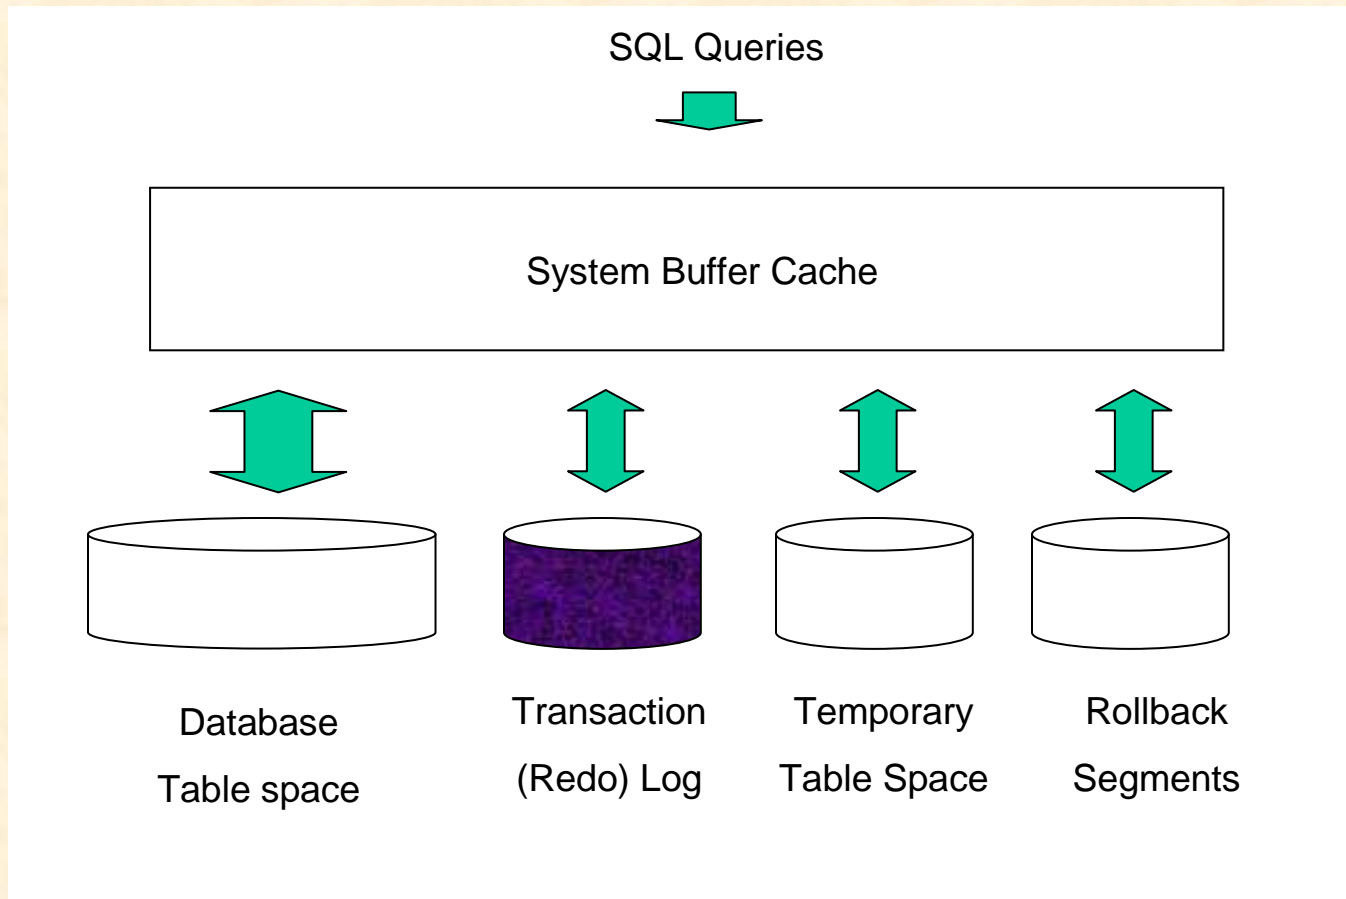 SQL Queries
System Buffer Cache
Database
Table space
Transaction
(Redo) Log
Temporary
Table Space
Rollback
Segments